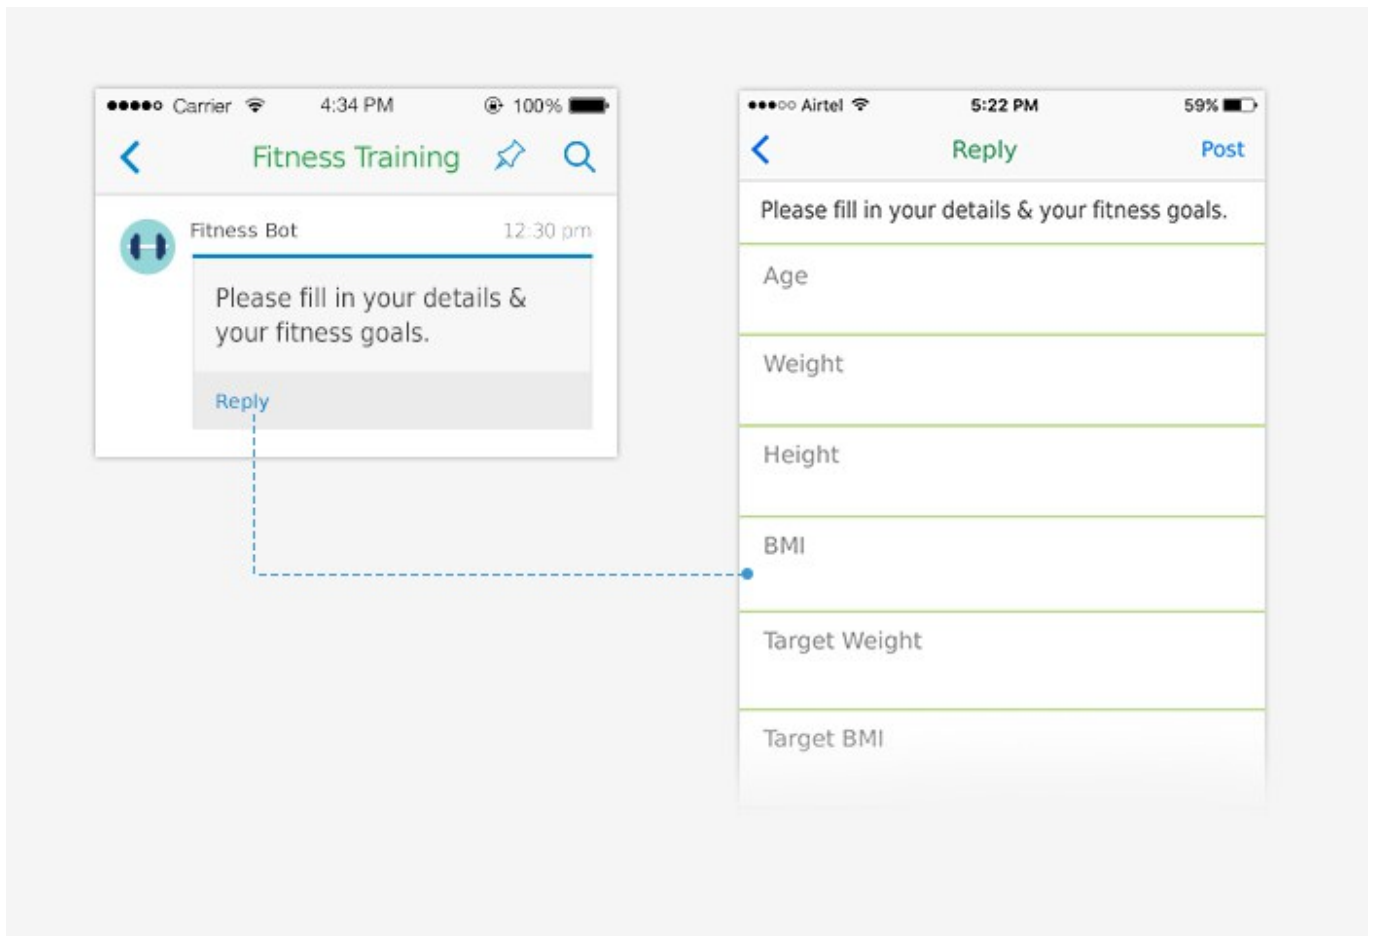 Carrier 4:34 PM 100%
Fitness Training
Fitness Bot 12:30 pm
Please fill in your details &
your fitness goals.
Reply
Airtel 5:22 PM 59%
Reply Post
Please fill in your details & your fitness goals.
Age
Weight
Height
BMI
Target Weight
Target BMI